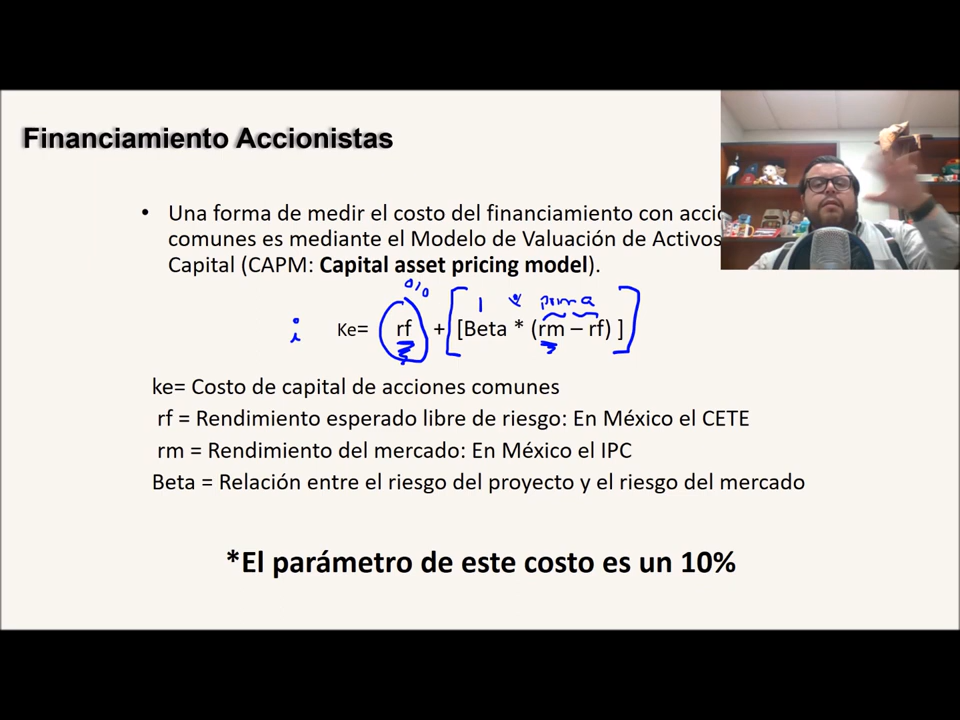 Financiamiento Accionistas
• Una forma de medir el costo del financiamiento con
comunes es mediante el Modelo de Valuación de Activos
Capital (CAPM: Capital asset pricing model).
%
1 prima
i Ke= rf + [Beta * (rm – rf) ]
ke= Costo de capital de acciones comunes
rf = Rendimiento esperado libre de riesgo: En México el CETE
rm = Rendimiento del mercado: En México el IPC
Beta = Relación entre el riesgo del proyecto y el riesgo del mercado
*El parámetro de este costo es un 10%